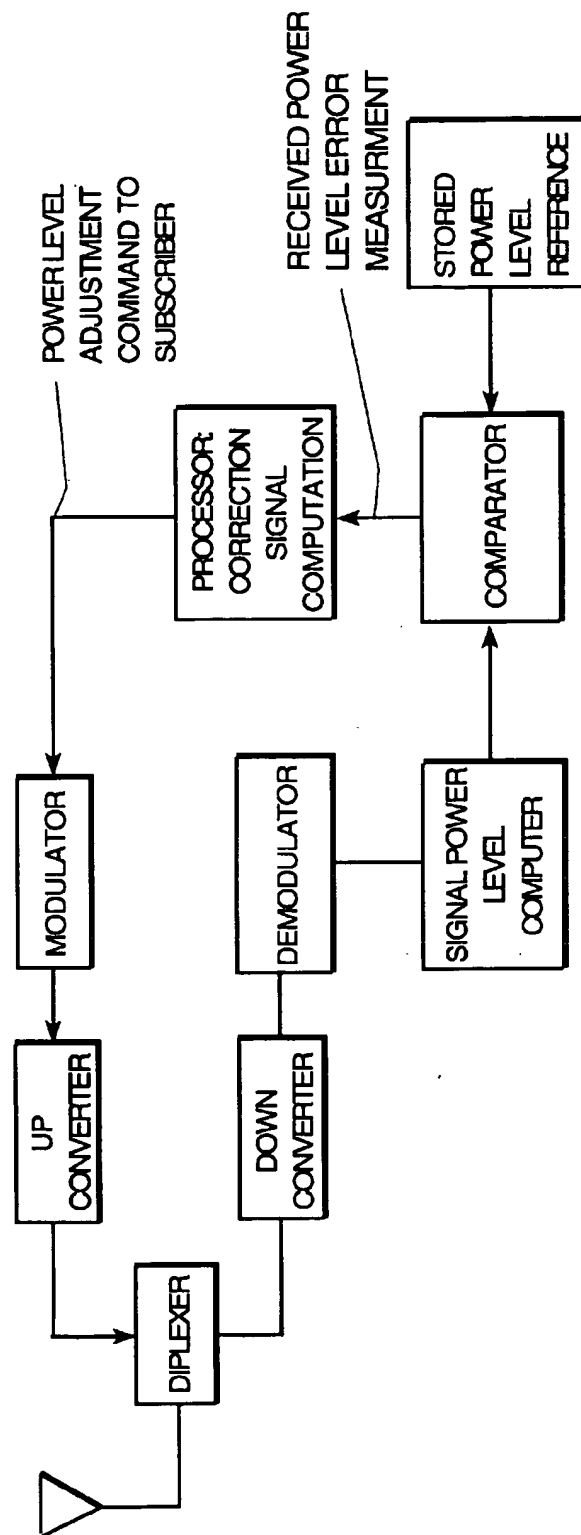 POWER LEVEL
ADJUSTMENT
COMMAND TO
SUBSCRIBER
UP
CONVERTER
MODULATOR
PROCESSOR:
CORRECTION
SIGNAL
COMPUTATION
RECEIVED POWER
LEVEL ERROR
MEASURMENT
DIPLEXER
DOWN
CONVERTER
DEMODULATOR
SIGNAL POWER
LEVEL
COMPUTER
COMPARATOR
STORED
POWER
LEVEL
REFERENCE